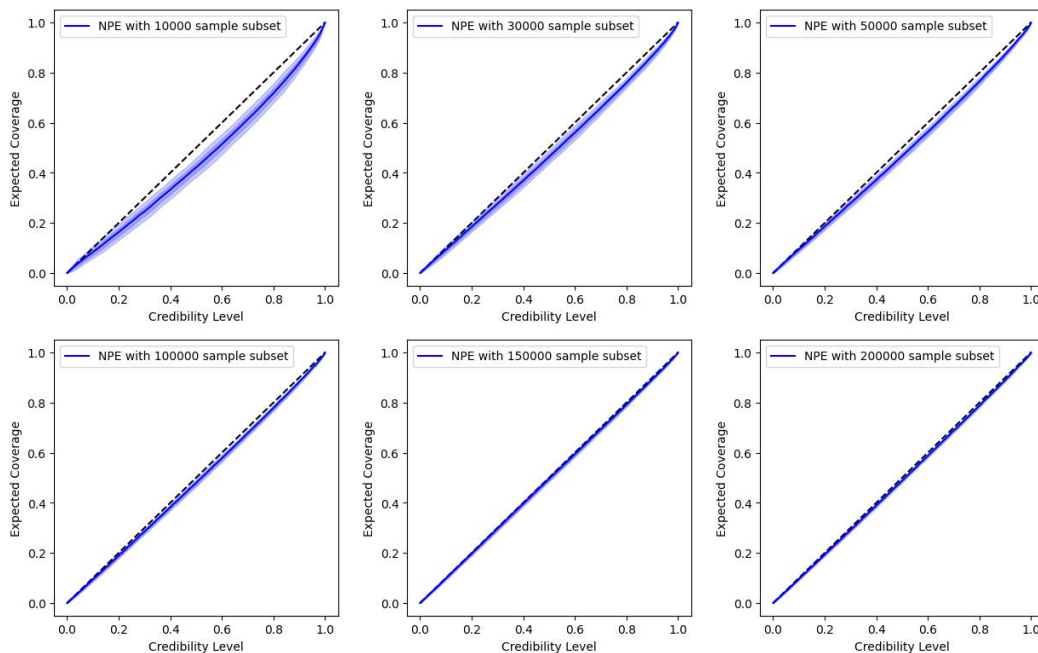 NPE with 10000 sample subset
1.0
0.8
0.6
0.4
0.2
0.0
Expected Coverage
0.0 0.2 0.4 0.6 0.8 1.0
Credibility Level
NPE with 30000 sample subset
1.0
0.8
0.6
0.4
0.2
0.0
Expected Coverage
0.0 0.2 0.4 0.6 0.8 1.0
Credibility Level
NPE with 50000 sample subset
1.0
0.8
0.6
0.4
0.2
0.0
Expected Coverage
0.0 0.2 0.4 0.6 0.8 1.0
Credibility Level
NPE with 100000 sample subset
1.0
0.8
0.6
0.4
0.2
0.0
Expected Coverage
0.0 0.2 0.4 0.6 0.8 1.0
Credibility Level
NPE with 150000 sample subset
1.0
0.8
0.6
0.4
0.2
0.0
Expected Coverage
0.0 0.2 0.4 0.6 0.8 1.0
Credibility Level
NPE with 200000 sample subset
1.0
0.8
0.6
0.4
0.2
0.0
Expected Coverage
0.0 0.2 0.4 0.6 0.8 1.0
Credibility Level